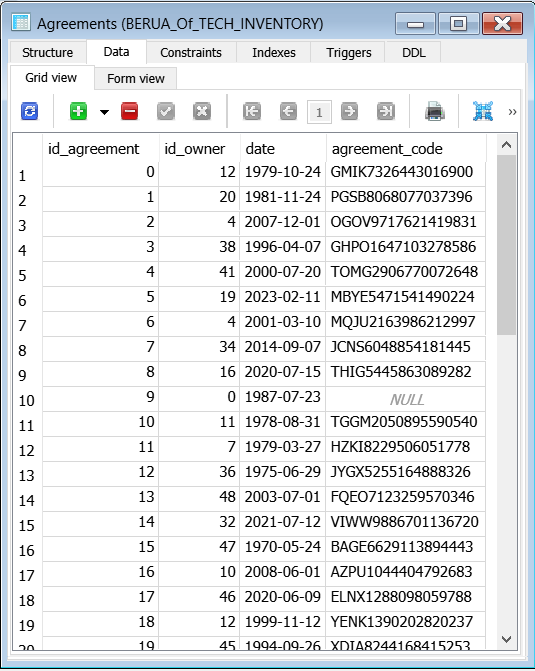 Agreements (BERUA_Of_TECH_INVENTORY)
Structure Data Constraints Indexes Triggers DDL
Grid view Form view
1
id_agreement id_owner date agreement_code
1 0 12 1979-10-24 GMIK7326443016900
2 1 20 1981-11-24 PGSB8068077037396
3 2 4 2007-12-01 OGOV9717621419831
4 3 38 1996-04-07 GHPO1647103278586
5 4 41 2000-07-20 TOMG2906770072648
6 5 19 2023-02-11 MBYE5471541490224
7 6 4 2001-03-10 MQJU2163986212997
8 7 34 2014-09-07 JCNS6048854181445
9 8 16 2020-07-15 THIG5445863089282
10 9 0 1987-07-23 NULL
11 10 11 1978-08-31 TGGM2050895590540
12 11 7 1979-03-27 HZKI8229506051778
13 12 36 1975-06-29 JYGX5255164888326
14 13 48 2003-07-01 FQEO7123259570346
15 14 32 2021-07-12 VIWW9886701136720
16 15 47 1970-05-24 BAGE6629113894443
17 16 10 2008-06-01 AZPU1044404792683
18 17 46 2020-06-09 ELNX1288098059788
19 18 12 1999-11-12 YENK1390202820237
20 19 45 1994-09-26 XDIA8244168415253